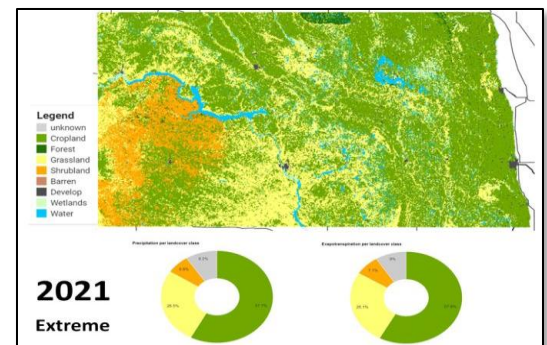 Legend
unknown
Cropland
Forest
Grassland
Shrubland
Barren
Develop
Wetlands
Water
Precipitation per landcover class
Evapotranspiration per landcover class
2021
Extreme